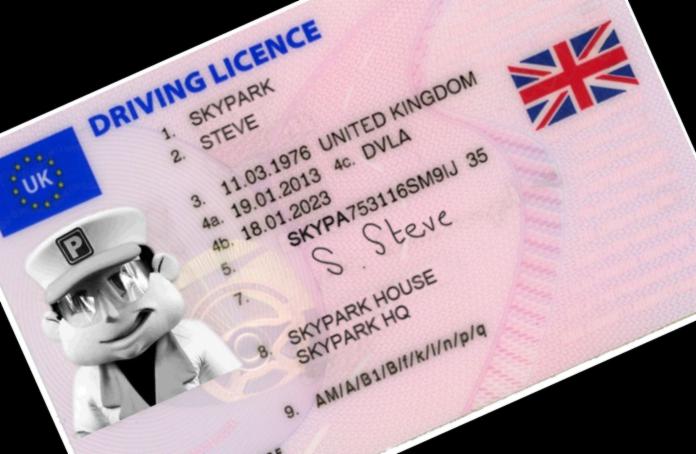 DRIVING LICENCE
UK
1. SKYPARK
2. STEVE
3. 11.03.1976 UNITED KINGDOM
4a. 19.01.2013 4c. DVLA
4b. 18.01.2023
5. SKYPA753116SM9IJ 35
7. S. Steve
8. SKYPARK HOUSE
SKYPARK HQ
9. AM/A/B1/B/f/k/l/n/p/q
P